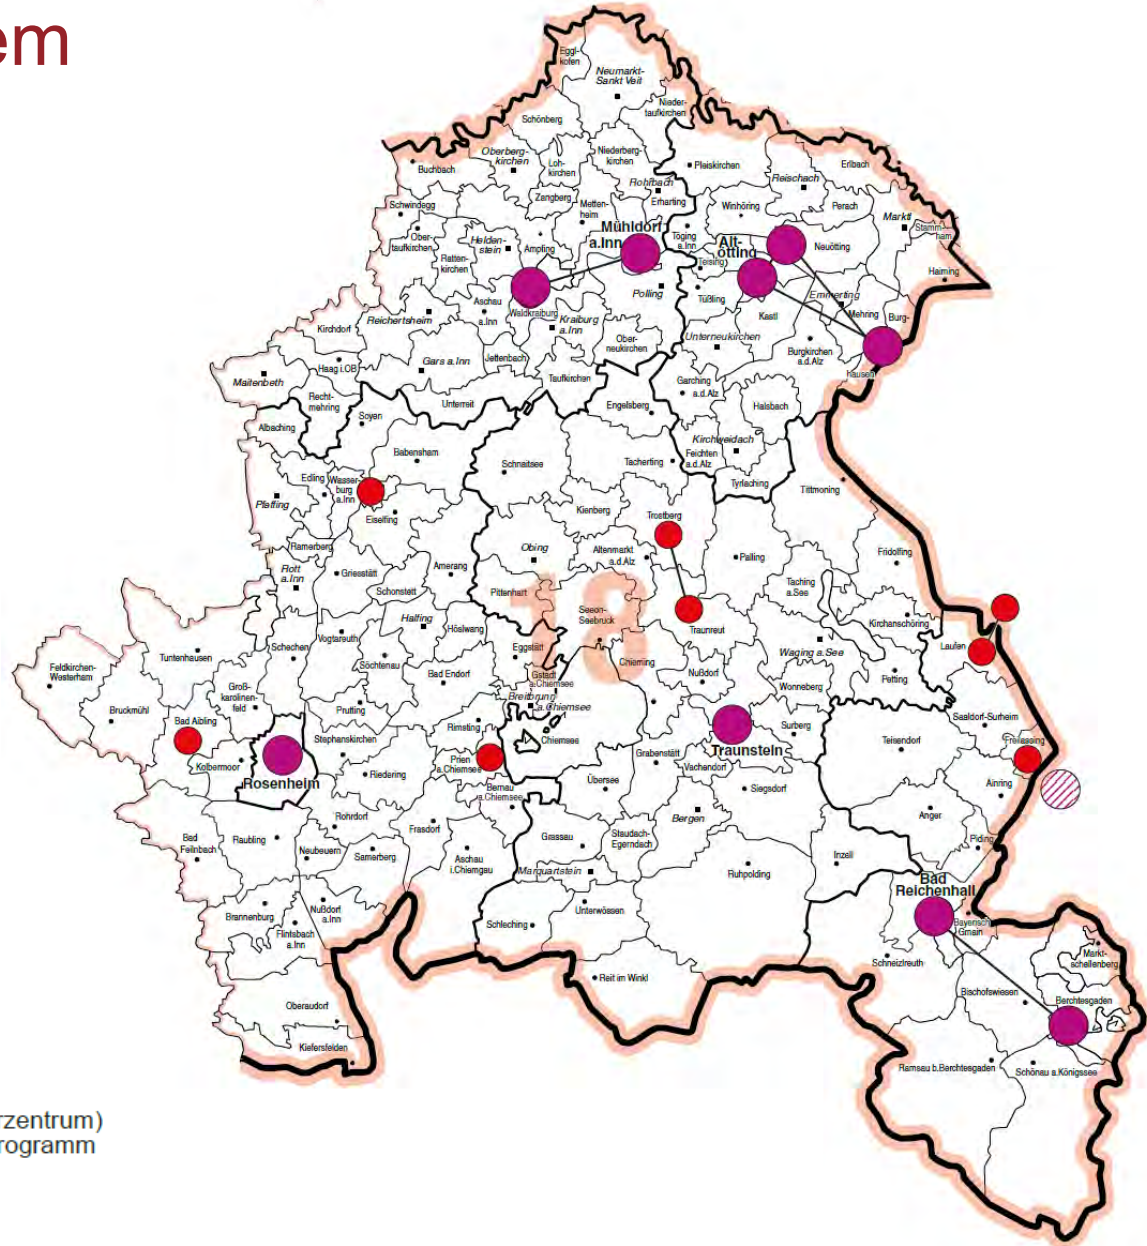 em
Eggl-
kofen
Neumarkt-
Sankt Veit
Nieder-
taufkirchen
Schönberg
Oberberg-
kirchen
Loh-
kirchen
Niederberg-
kirchen
Buchbach
Pleiskirchen
Erlbach
Reischach
Rohrbach
Zangberg
Metten-
heim
Erharting
Winhöring
Perach
Schwindegg
Marktl
Stamm-
ham
Ober-
taufkirchen
Helden-
stein
Ampfing
Mühldorf
a.Inn
Töging
a.Inn
Alt-
ötting
Neuötting
Ratten-
kirchen
Teising
Haiming
Polling
Tüßling
Emmerting
Aschau
a.Inn
Waldkraiburg
Kraiburg
a.Inn
Kastl
Mehring
Burg-
hausen
Reichertsheim
Kirchdorf
Ober-
neukirchen
Unterneukirchen
Burgkirchen
a.d.Alz
Haag i.OB
Gars a.Inn
Jettenbach
Maitenbeth
Taufkirchen
Garching
a.d.Alz
Recht-
mehring
Unterreit
Engelsberg
Halsbach
Soyen
Albaching
Kirchweidach
Babensham
Feichten
a.d.Alz
Schnaitsee
Tacherting
Edling
Wasser-
burg
a.Inn
Tyrlaching
Tittmoning
Pfaffing
Eiselfing
Kienberg
Trostberg
Ramerberg
Obing
Altenmarkt
a.d.Alz
Palling
Fridolfing
Rott
a.Inn
Griesstätt
Amerang
18
Taching
a.See
Schonstett
Pittenhart
Seeon-
Seebruck
Halfing
Höslwang
Traunreut
Kirchanschöring
Vogtareuth
Schechen
Eggstätt
Laufen
Tuntenhausen
Söchtenau
Chieming
Waging a.See
Feldkirchen-
Westerham
Bad Endorf
Gstadt
a.Chiemsee
Nußdorf
Petting
Wonneberg
Groß-
karolinen-
feld
Breitbrunn
a.Chiemsee
Bruckmühl
Prutting
Bad Aibling
Rimsting
Saaldorf-Surheim
Surberg
Stephanskirchen
Chiemsee
Teisendorf
Freilassing
Traunstein
Prien
a.Chiemsee
Grabenstätt
Kolbermoor
Vachendorf
Riedering
Rosenheim
Übersee
Bernau
a.Chiemsee
Siegsdorf
Ainring
Anger
Rohrdorf
Bergen
Frasdorf
Grassau
Staudach-
Egerndach
Piding
Bad
Feilnbach
Raubling
Neubeuern
Samerberg
Aschau
i.Chiemgau
Inzell
Marquartstein
Ruhpolding
Bad
Reichenhall
Brannenburg
Nußdorf
a.Inn
Unterwössen
Bayerisch
Gmain
Flintsbach
a.Inn
Schleching
Markt-
schellenberg
Schneizlreuth
Reit im Winkl
Bischofswiesen
Berchtesgaden
Oberaudorf
Kiefersfelden
Ramsau b.Berchtesgaden
Schönau a.Königssee
rzentrum)
rogramm